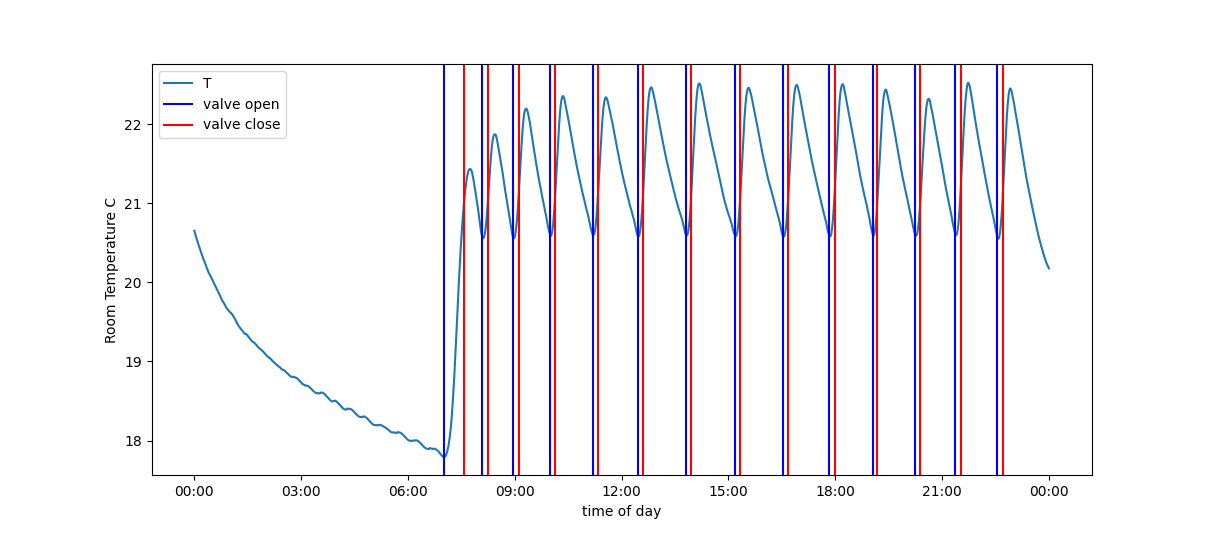 T
valve open
valve close
Room Temperature C
22
21
20
19
18
00:00 03:00 06:00 09:00 12:00 15:00 18:00 21:00 00:00
time of day